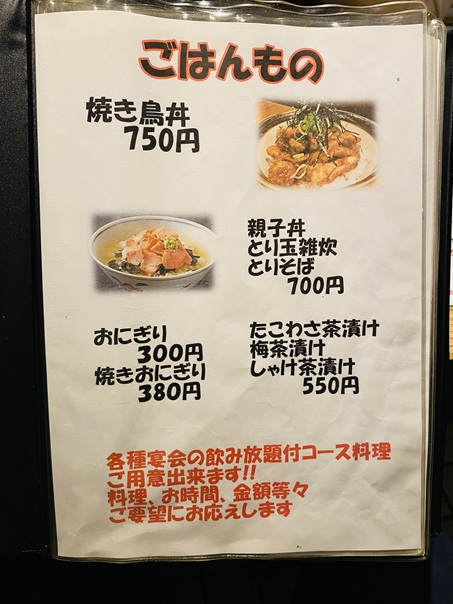 ごはんもの
焼き鳥丼
750円
親子丼
とり玉雑炊
とりそば
700円
おにぎり
300円
焼きおにぎり
380円
たこわさ茶漬け
梅茶漬け
しゃけ茶漬け
550円
各種宴会の飲み放題付コース料理
ご用意出来ます!!
料理、お時間、金額等々
ご要望にお応えします